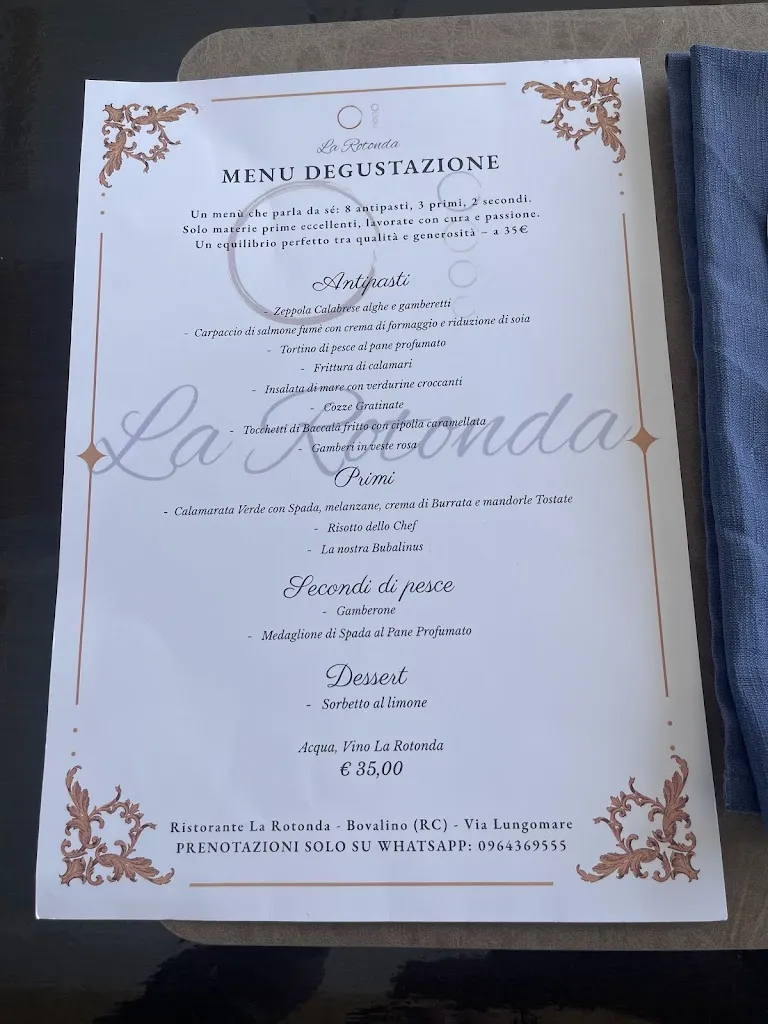 La Rotonda
MENU DEGUSTAZIONE
Un menù che parla da sé: 8 antipasti, 3 primi, 2 secondi.
Solo materie prime eccellenti, lavorate con cura e passione.
Un equilibrio perfetto tra qualità e generosità – a 35€
Antipasti
- Zeppola Calabrese alghe e gamberetti
- Carpaccio di salmone fumè con crema di formaggio e riduzione di soia
- Tortino di pesce al pane profumato
- Frittura di calamari
- Insalata di mare con verdurine croccanti
- Cozze Gratinate
- Tocchetti di Baccalà fritto con cipolla caramellata
- Gamberi in veste rosa
La Rotonda
Primi
- Calamarata Verde con Spada, melanzane, crema di Burrata e mandorle Tostate
- Risotto dello Chef
- La nostra Bubalinus
Secondi di pesce
- Gamberone
- Medaglione di Spada al Pane Profumato
Dessert
- Sorbetto al limone
Acqua, Vino La Rotonda
€ 35,00
Ristorante La Rotonda - Bovalino (RC) - Via Lungomare
PRENOTAZIONI SOLO SU WHATSAPP: 0964369555